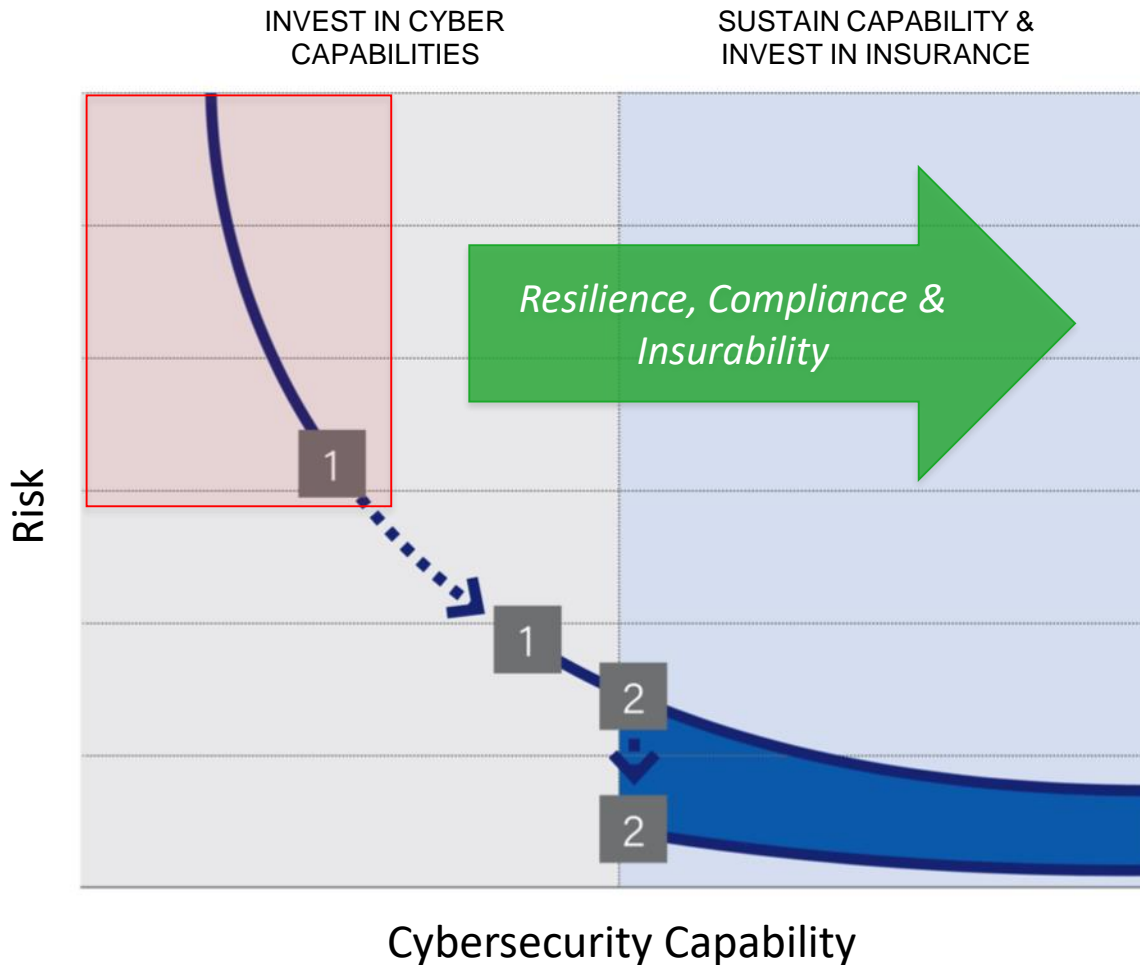 INVEST IN CYBER
CAPABILITIES
SUSTAIN CAPABILITY &
INVEST IN INSURANCE
Resilience, Compliance &
Insurability
1
Risk
1
2
2
Cybersecurity Capability